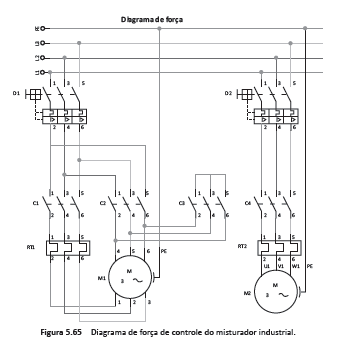 Diagrama de força
PE
L3
L2
L1
D1
1 3 5
2 4 6
D2
1 3 5
2 4 6
C1
1 3 5
2 4 6
C2
1 3 5
2 4 6
C3
1 3 5
2 4 6
C4
1 3 5
2 4 6
RT1
RT2
2 4 6
U1 V1 W1 PE
4 5 6 PE
M1
M
3
1 2 3
M2
M
3
Figura 5.65 Diagrama de força de controle do misturador industrial.